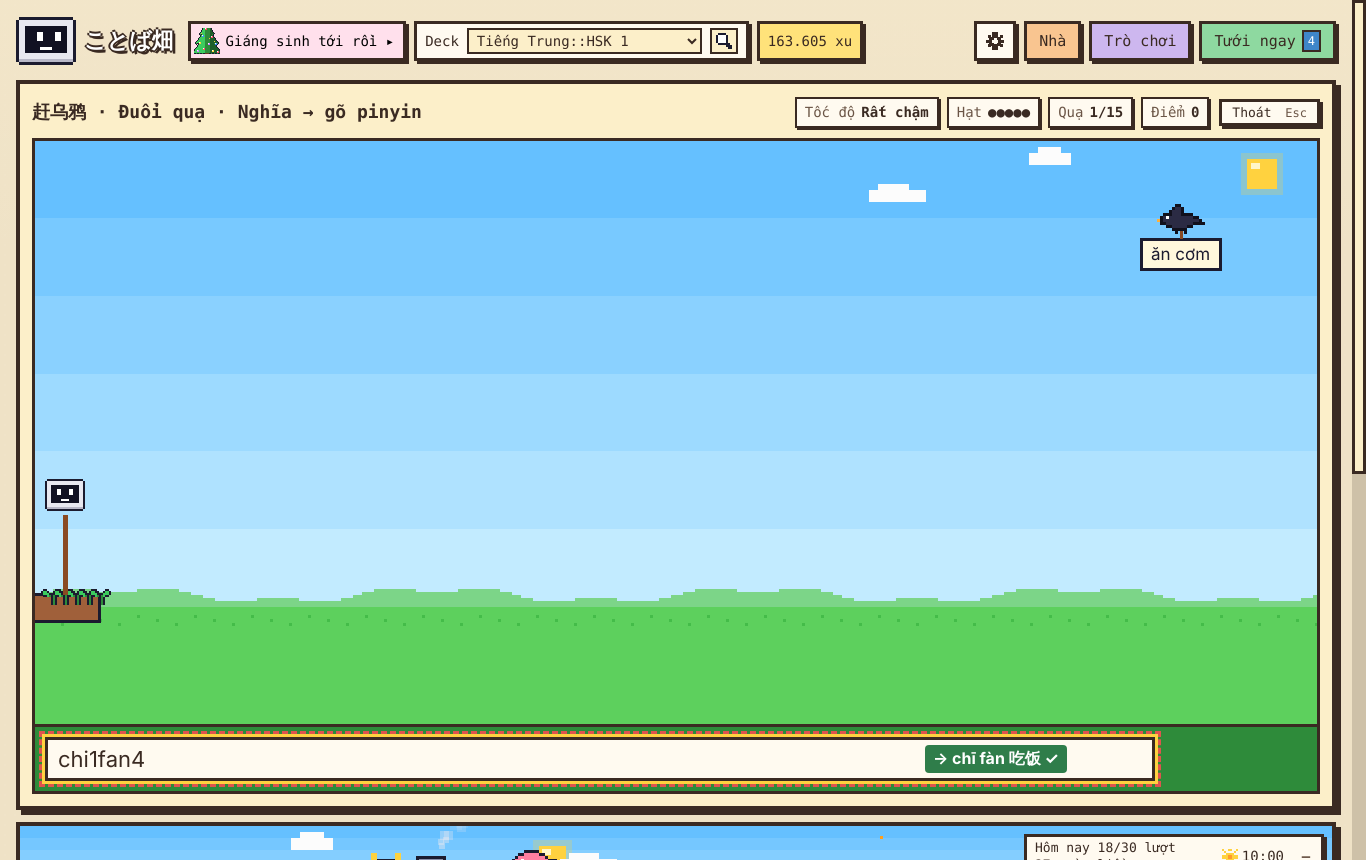 ことば畑
Giáng sinh tới rồi ▸
Deck Tiếng Trung::HSK 1
163.605 xu
Nhà
Trò chơi
Tưới ngay 4
赶乌鸦 · Đuổi quạ · Nghĩa → gõ pinyin
Tốc độ Rất chậm
Hạt ●●●●●
Quạ 1/15
Điểm 0
Thoát Esc
ăn cơm
chi1fan4
→ chī fàn 吃饭 ✓
Hôm nay 18/30 lượt
10:00 –